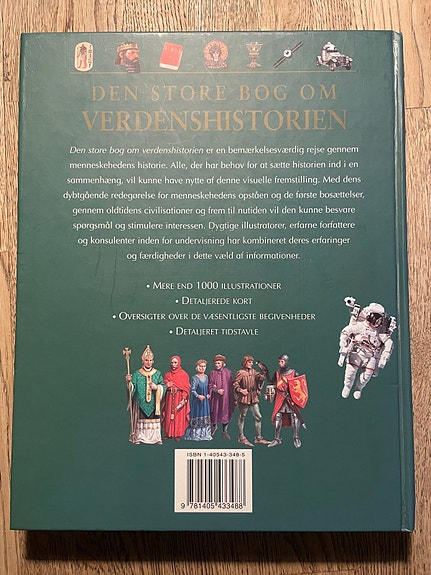 DEN STORE BOG OM
VERDENSHISTORIEN
Den store bog om verdenshistorien er en bemærkelsesværdig rejse gennem
menneskehedens historie. Alle, der har behov for at sætte historien ind i en
sammenhæng, vil kunne have nytte af denne visuelle fremstilling. Med dens
dybtgående redegørelse for menneskehedens opståen og de første bosættelser,
gennem oldtidens civilisationer og frem til nutiden vil den kunne besvare
spørgsmål og stimulere interessen. Dygtige illustratorer, erfarne forfattere
og konsulenter inden for undervisning har kombineret deres erfaringer
og færdigheder i dette væld af informationer.
• MERE END 1000 ILLUSTRATIONER
• DETALJEREDE KORT
• OVERSIGTER OVER DE VÆSENTLIGSTE BEGIVENHEDER
• DETALJERET TIDSTAVLE
ISBN 1-40543-348-5
9 781405 433488